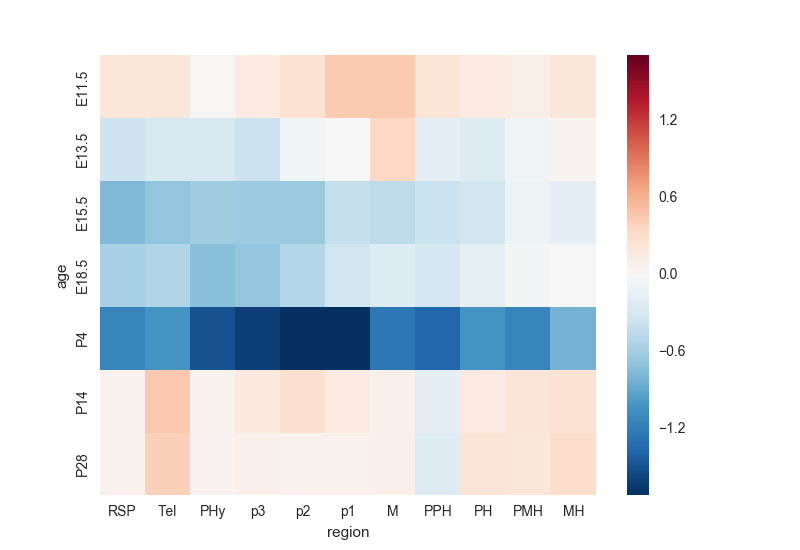 age
E11.5
E13.5
E15.5
E18.5
P4
P14
P28
RSP Tel PHy p3 p2 p1 M PPH PH PMH MH
region
1.2
0.6
0.0
−0.6
−1.2